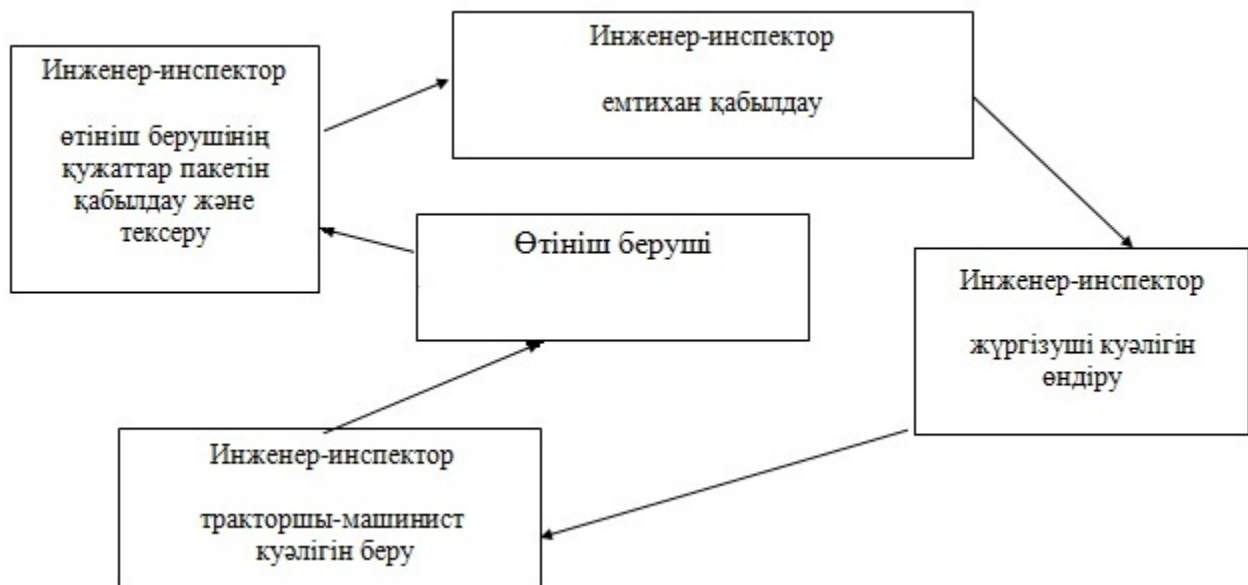 Инженер-инспектор
өтініш берушінің
құжаттар пакетін
қабылдау және
тексеру
Инженер-инспектор
емтихан қабылдау
Өтініш беруші
Инженер-инспектор
жүргізуші куәлігін
өндіру
Инженер-инспектор
тракторшы-машинист
куәлігін беру